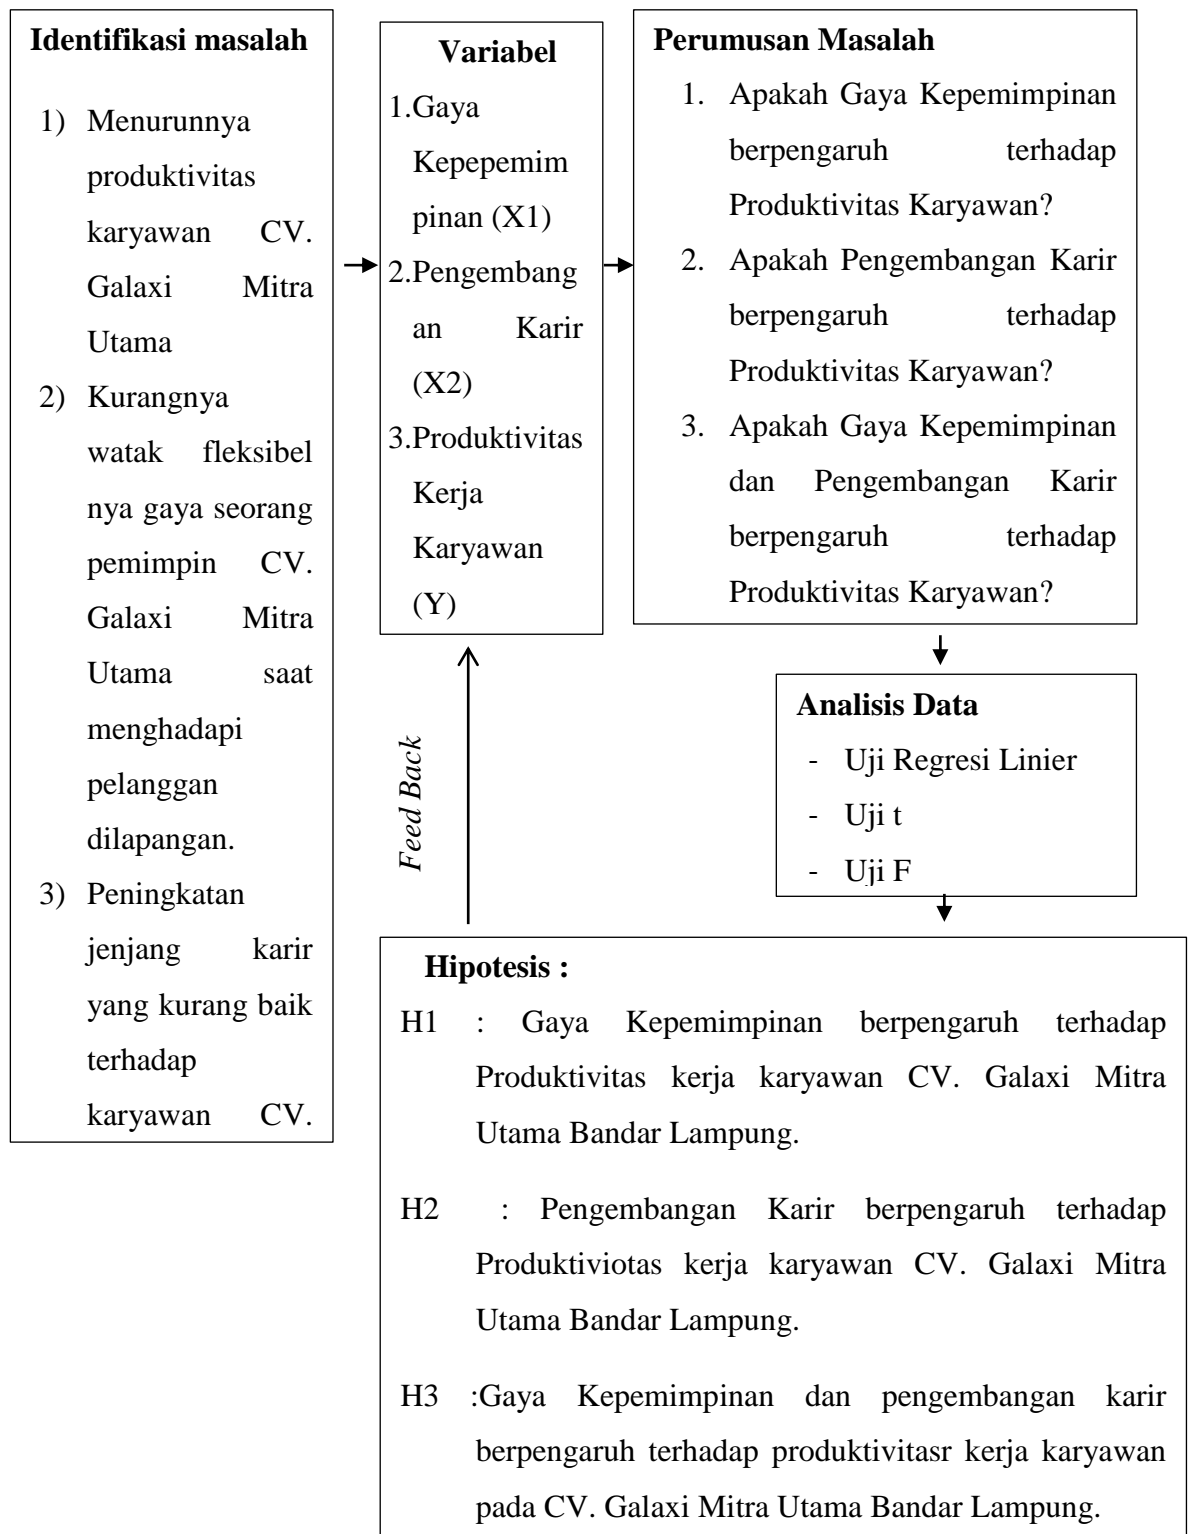 Identifikasi masalah
1) Menurunnya
produktivitas
karyawan CV.
Galaxi Mitra
Utama
2) Kurangnya
watak fleksibel
nya gaya seorang
pemimpin CV.
Galaxi Mitra
Utama saat
menghadapi
pelanggan
dilapangan.
3) Peningkatan
jenjang karir
yang kurang baik
terhadap
karyawan CV.
Variabel
1.Gaya
Kepepemim
pinan (X1)
2.Pengembang
an Karir
(X2)
3.Produktivitas
Kerja
Karyawan
(Y)
Perumusan Masalah
1. Apakah Gaya Kepemimpinan
berpengaruh terhadap
Produktivitas Karyawan?
2. Apakah Pengembangan Karir
berpengaruh terhadap
Produktivitas Karyawan?
3. Apakah Gaya Kepemimpinan
dan Pengembangan Karir
berpengaruh terhadap
Produktivitas Karyawan?
Analisis Data
- Uji Regresi Linier
- Uji t
- Uji F
Feed Back
Hipotesis :
H1 : Gaya Kepemimpinan berpengaruh terhadap
Produktivitas kerja karyawan CV. Galaxi Mitra
Utama Bandar Lampung.
H2 : Pengembangan Karir berpengaruh terhadap
Produktiviotas kerja karyawan CV. Galaxi Mitra
Utama Bandar Lampung.
H3 :Gaya Kepemimpinan dan pengembangan karir
berpengaruh terhadap produktivitasr kerja karyawan
pada CV. Galaxi Mitra Utama Bandar Lampung.